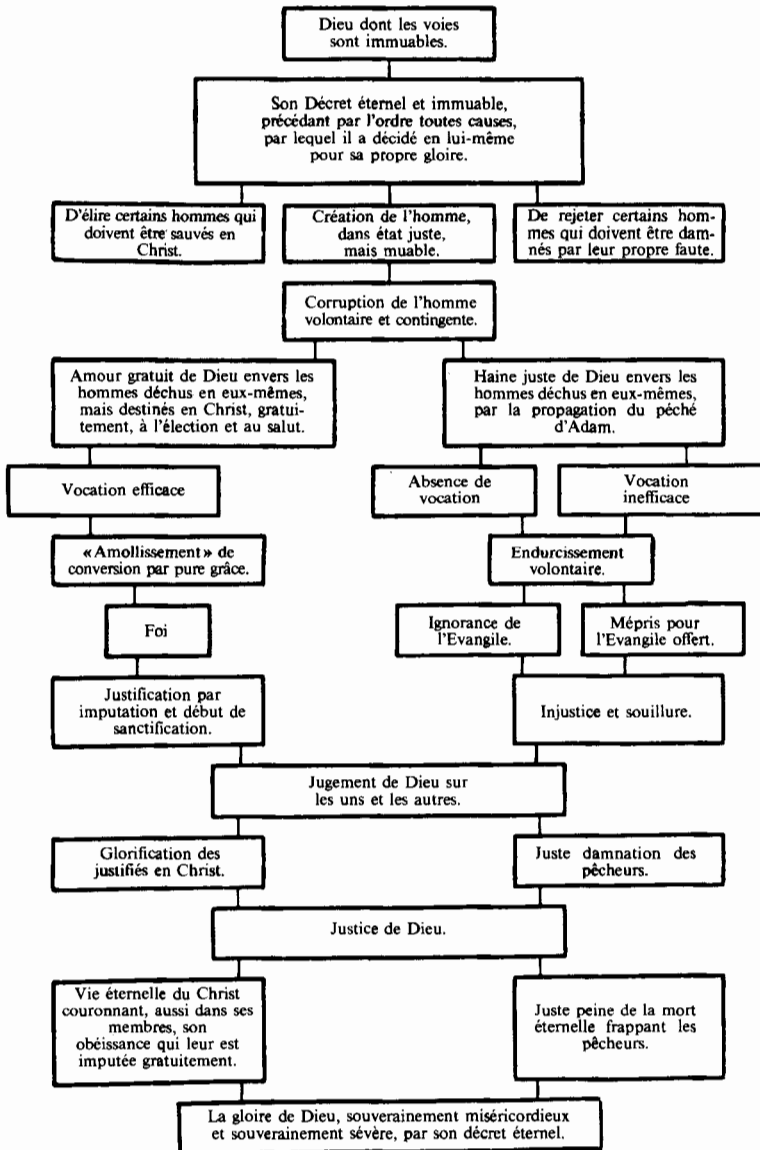 Dieu dont les voies
sont immuables.
Son Décret éternel et immuable,
précédant par l'ordre toutes causes,
par lequel il a décidé en lui-même
pour sa propre gloire.
D'élire certains hommes qui
doivent être sauvés en
Christ.
Création de l'homme,
dans état juste,
mais muable.
De rejeter certains hom-
mes qui doivent être dam-
nés par leur propre faute.
Corruption de l'homme
volontaire et contingente.
Amour gratuit de Dieu envers les
hommes déchus en eux-mêmes,
mais destinés en Christ, gratui-
tement, à l'élection et au salut.
Haine juste de Dieu envers les
hommes déchus en eux-mêmes,
par la propagation du péché
d'Adam.
Vocation efficace
Absence de
vocation
Vocation
inefficace
«Amollissement» de
conversion par pure grâce.
Endurcissement
volontaire.
Foi
Ignorance de
l'Evangile.
Mépris pour
l'Evangile offert.
Justification par
imputation et début de
sanctification.
Injustice et souillure.
Jugement de Dieu sur
les uns et les autres.
Glorification des
justifiés en Christ.
Juste damnation des
pêcheurs.
Justice de Dieu.
Vie éternelle du Christ
couronnant, aussi dans ses
membres, son
obéissance qui leur est
imputée gratuitement.
Juste peine de la mort
éternelle frappant les
pêcheurs.
La gloire de Dieu, souverainement miséricordieux
et souverainement sévère, par son décret éternel.